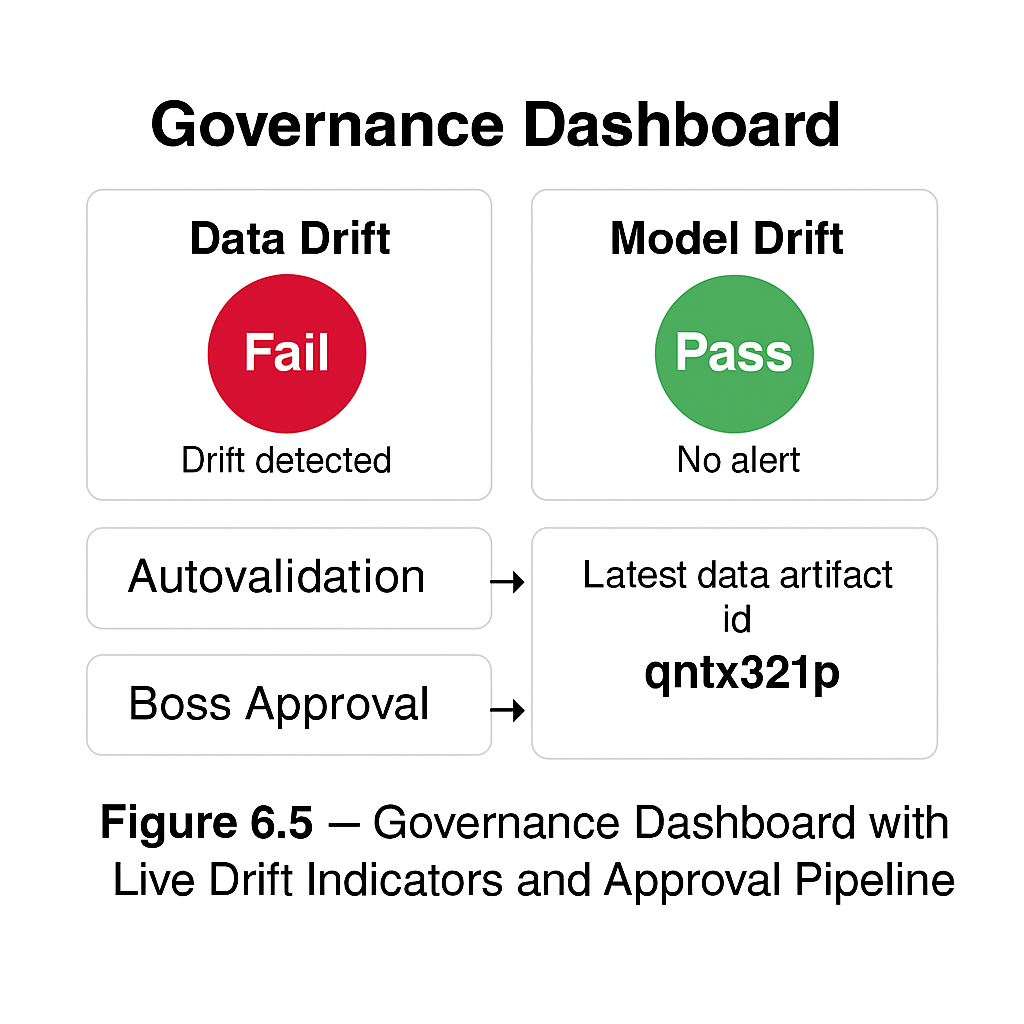 Governance Dashboard
Data Drift
Fail
Drift detected
Model Drift
Pass
No alert
Autovalidation
Boss Approval
Latest data artifact
id
qntx321p
Figure 6.5 — Governance Dashboard with
Live Drift Indicators and Approval Pipeline